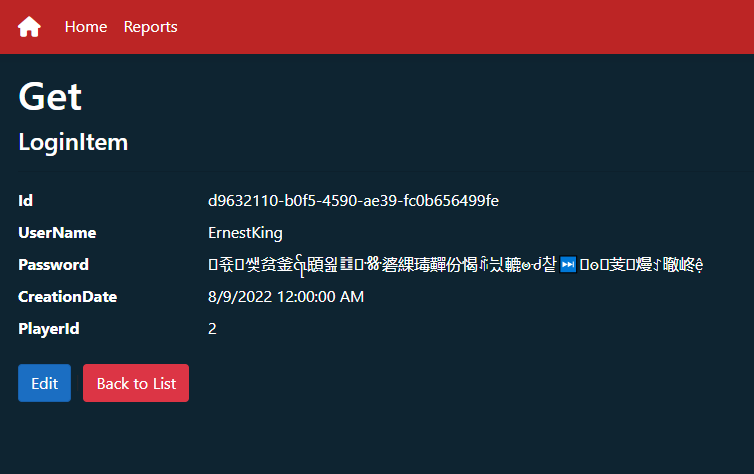 Home Reports
Get
LoginItem
Id d9632110-b0f5-4590-ae39-fc0b656499fe
UserName ErnestKing
Password
CreationDate 8/9/2022 12:00:00 AM
PlayerId 2
Edit Back to List